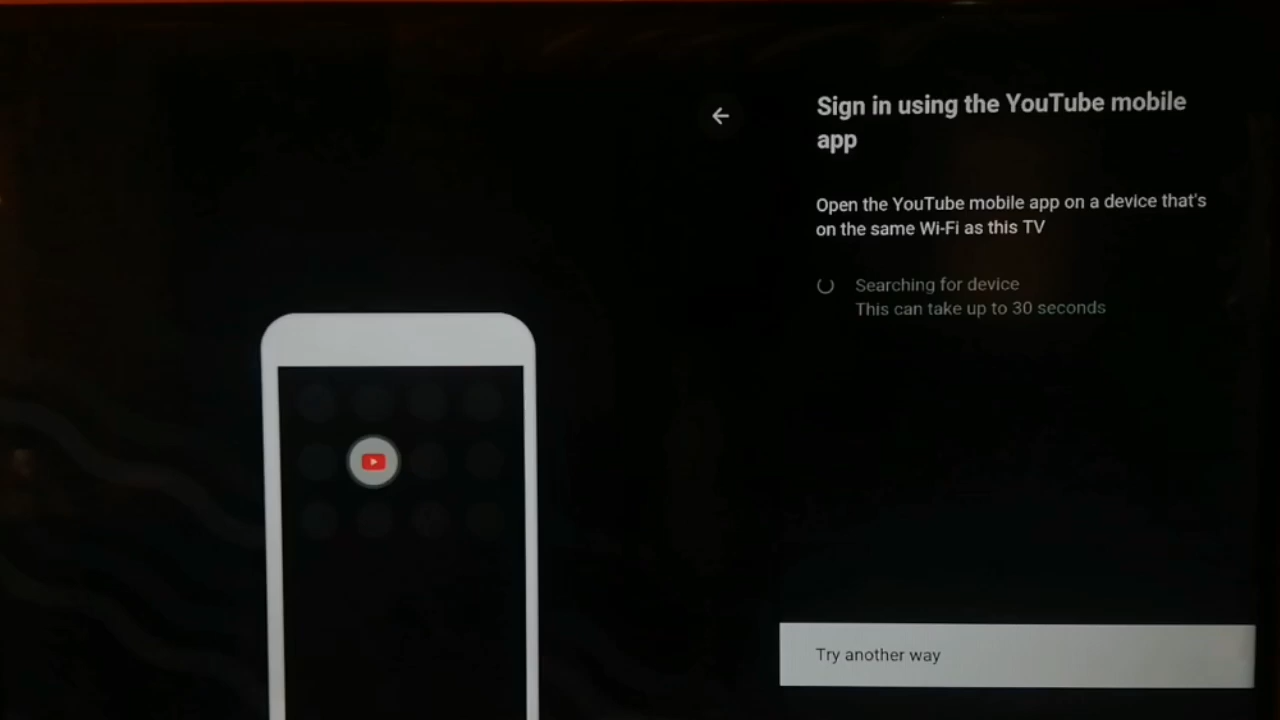 Sign in using the YouTube mobile
app
Open the YouTube mobile app on a device that's
on the same Wi-Fi as this TV
Searching for device
This can take up to 30 seconds
Try another way